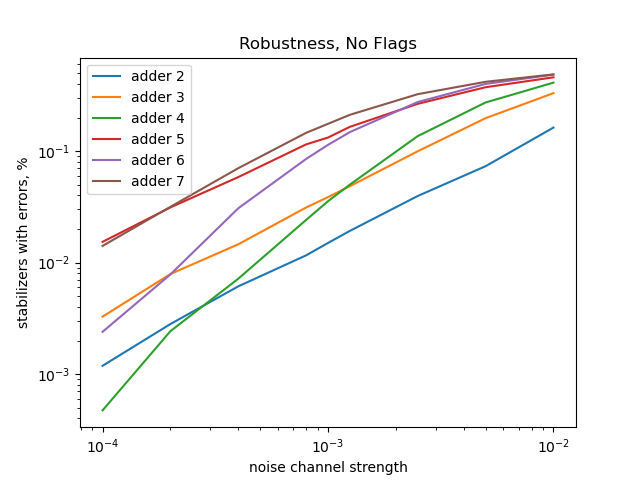 Robustness, No Flags
adder 2
adder 3
adder 4
adder 5
adder 6
adder 7
stabilizers with errors, %
10⁻¹
10⁻²
10⁻³
10⁻⁴
10⁻³
10⁻²
noise channel strength